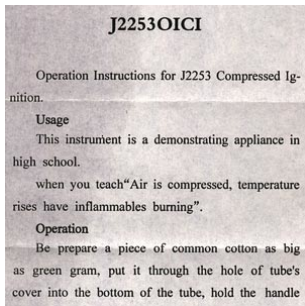 J2253OICI
Operation Instructions for J2253 Compressed Ig-
nition.
Usage
This instrument is a demonstrating appliance in
high school.
when you teach“Air is compressed, temperature
rises have inflammables burning”.
Operation
Be prepare a piece of common cotton as big
as green gram, put it through the hole of tube's
cover into the bottom of the tube, hold the handle